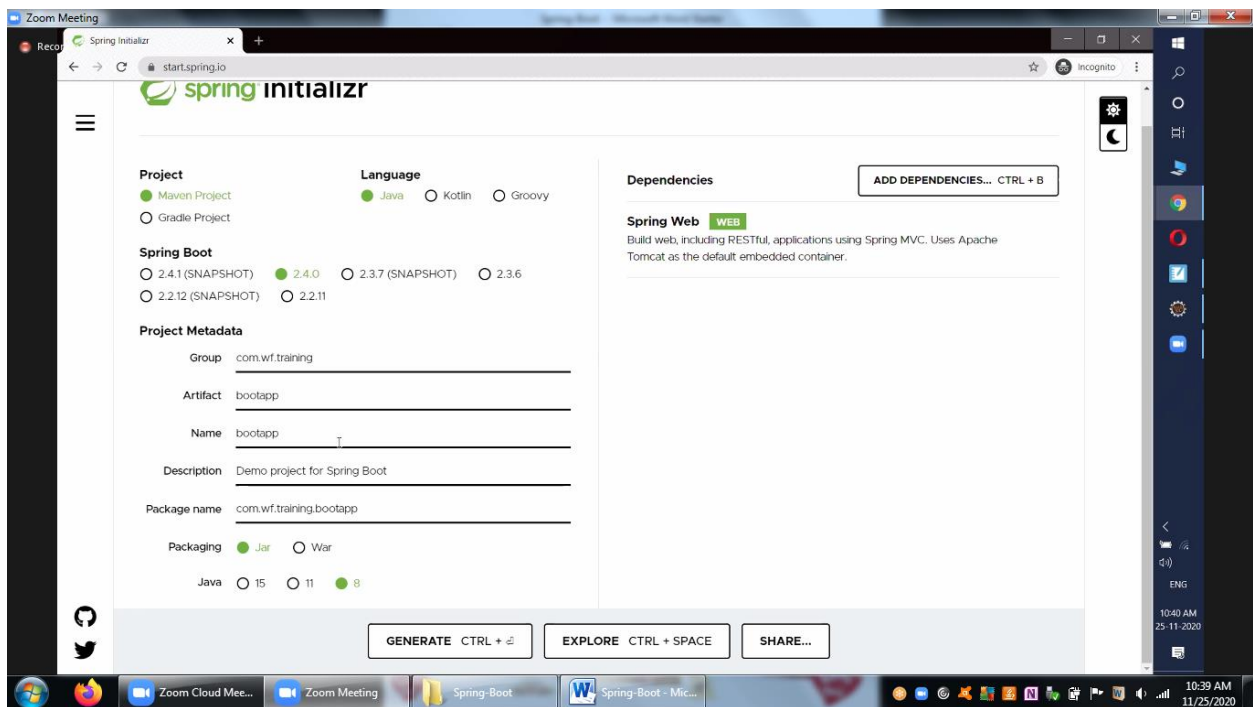 Zoom Meeting
Spring Initializr
start.spring.io
Incognito
spring initializr
Project
Maven Project
Gradle Project
Language
Java Kotlin Groovy
Spring Boot
2.4.1 (SNAPSHOT) 2.4.0 2.3.7 (SNAPSHOT) 2.3.6
2.2.12 (SNAPSHOT) 2.2.11
Project Metadata
Group com.wf.training
Artifact bootapp
Name bootapp
Description Demo project for Spring Boot
Package name com.wf.training.bootapp
Packaging Jar War
Java 15 11 8
Dependencies
ADD DEPENDENCIES... CTRL + B
Spring Web WEB
Build web, including RESTful, applications using Spring MVC. Uses Apache
Tomcat as the default embedded container.
GENERATE CTRL + ⏎
EXPLORE CTRL + SPACE
SHARE...
ENG
10:40 AM
25-11-2020
Zoom Cloud Mee...
Zoom Meeting
Spring-Boot
Spring-Boot - Mic...
10:39 AM
11/25/2020